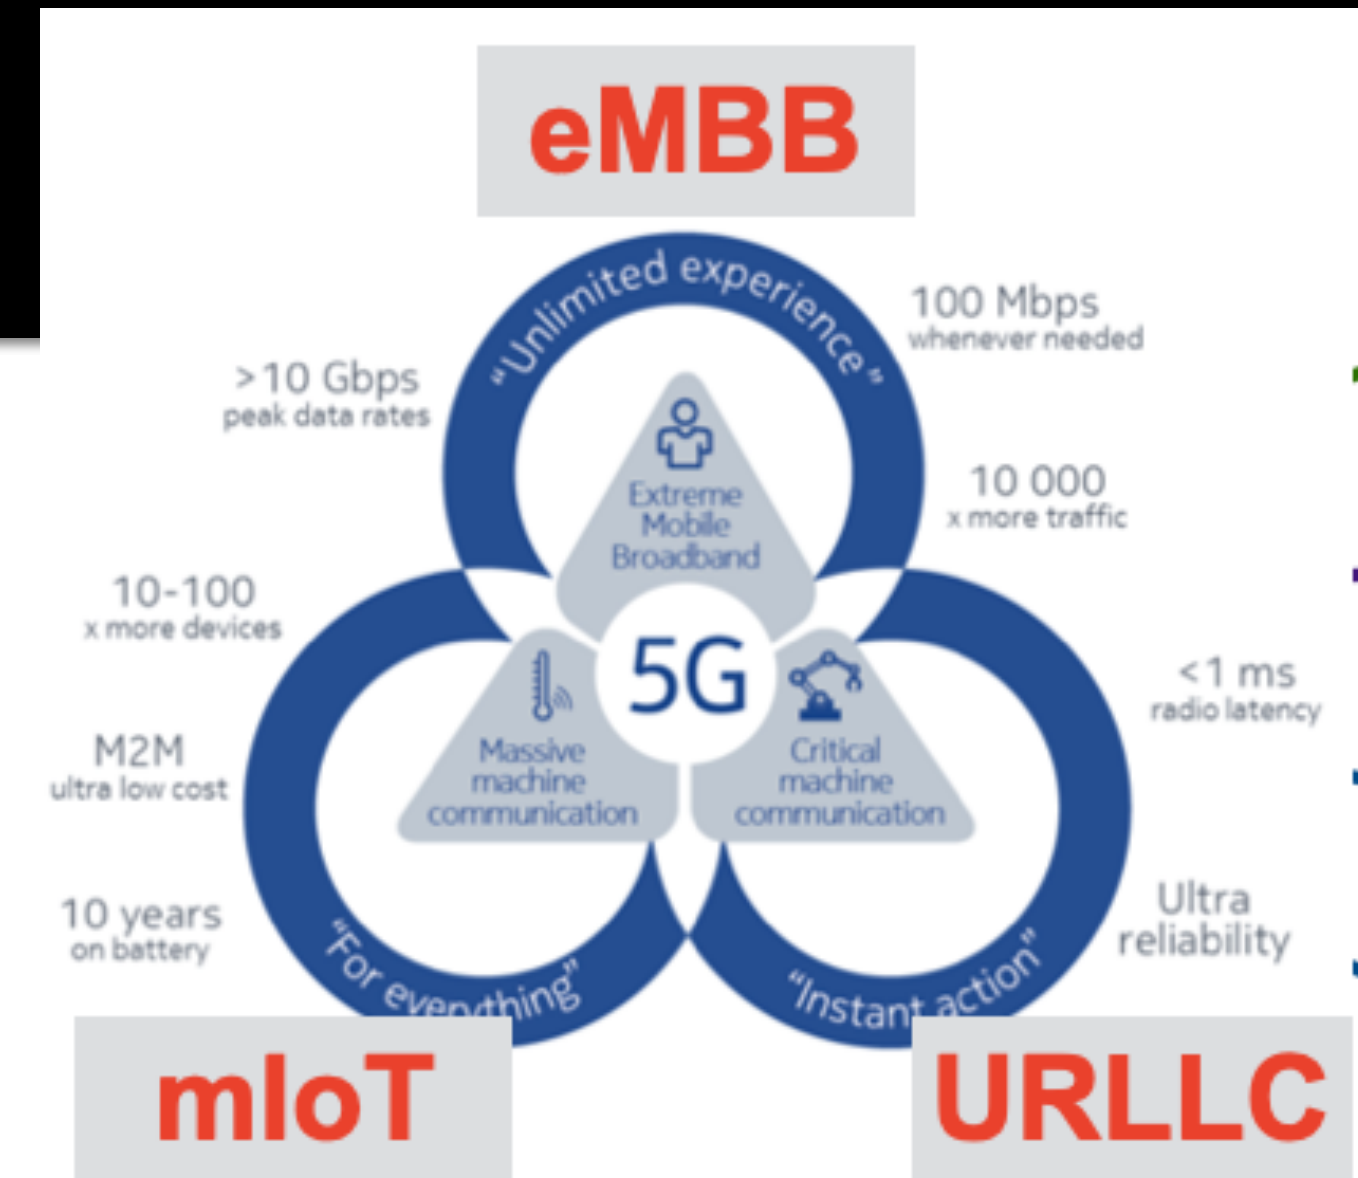 eMBB
“Unlimited experience”
100 Mbps
whenever needed
>10 Gbps
peak data rates
10 000
x more traffic
Extreme
Mobile
Broadband
10-100
x more devices
5G
<1 ms
radio latency
M2M
ultra low cost
Massive
machine
communication
Critical
machine
communication
10 years
on battery
Ultra
reliability
“For everything”
“Instant action”
mIoT
URLLC